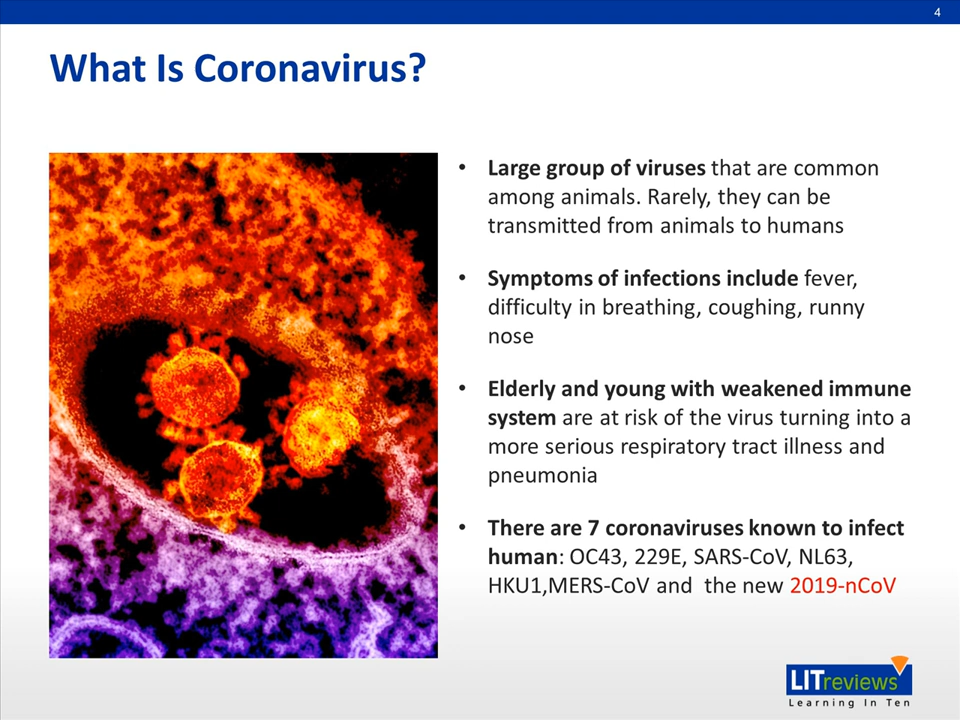 4
What Is Coronavirus?
• Large group of viruses that are common
among animals. Rarely, they can be
transmitted from animals to humans
• Symptoms of infections include fever,
difficulty in breathing, coughing, runny
nose
• Elderly and young with weakened immune
system are at risk of the virus turning into a
more serious respiratory tract illness and
pneumonia
• There are 7 coronaviruses known to infect
human: OC43, 229E, SARS-CoV, NL63,
HKU1,MERS-CoV and  the new 2019-nCoV
LITreviews
Learning In Ten